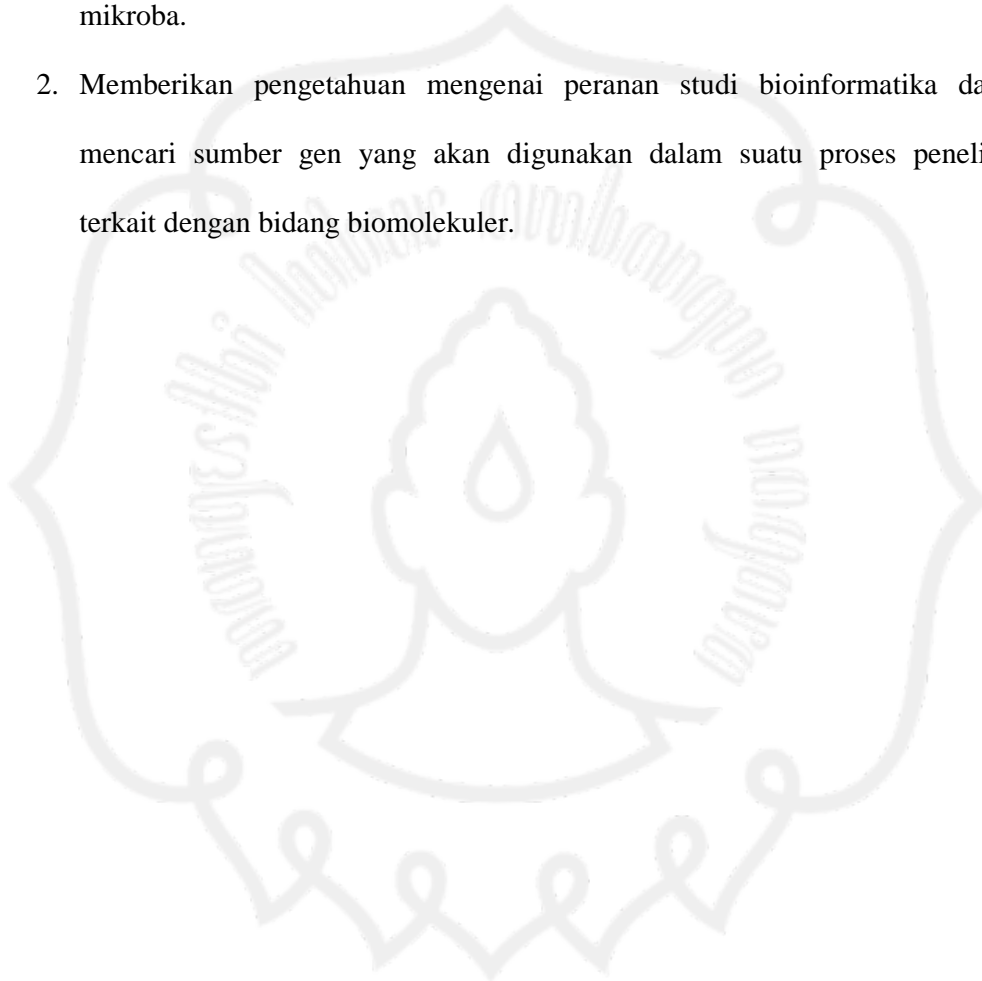 mikroba.
2. Memberikan pengetahuan mengenai peranan studi bioinformatika da
mencari sumber gen yang akan digunakan dalam suatu proses peneli
terkait dengan bidang biomolekuler.